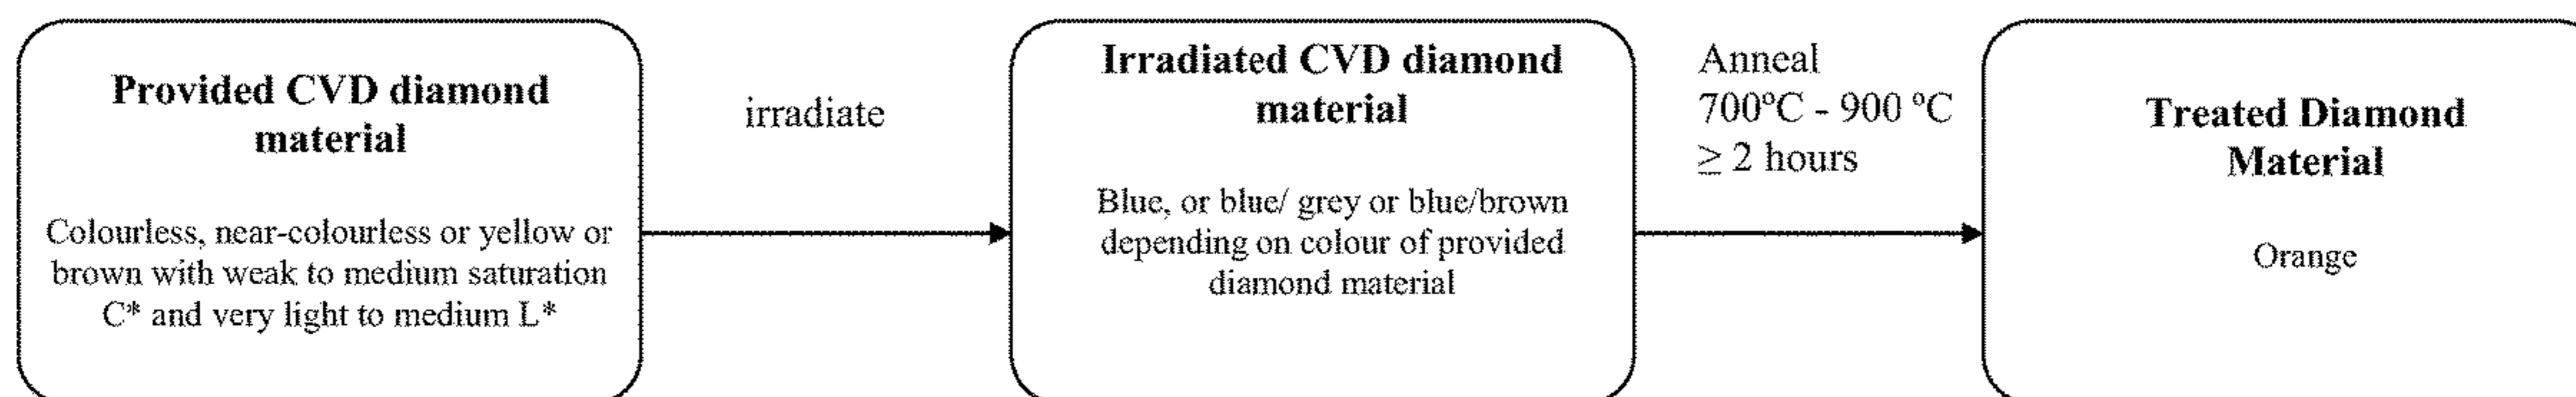 Provided CVD diamond
material
Colourless, near-colourless or yellow or
brown with weak to medium saturation
C* and very light to medium L*
irradiate
Irradiated CVD diamond
material
Blue, or blue/ grey or blue/brown
depending on colour of provided
diamond material
Anneal
700ºC - 900 ºC
≥ 2 hours
Treated Diamond
Material
Orange